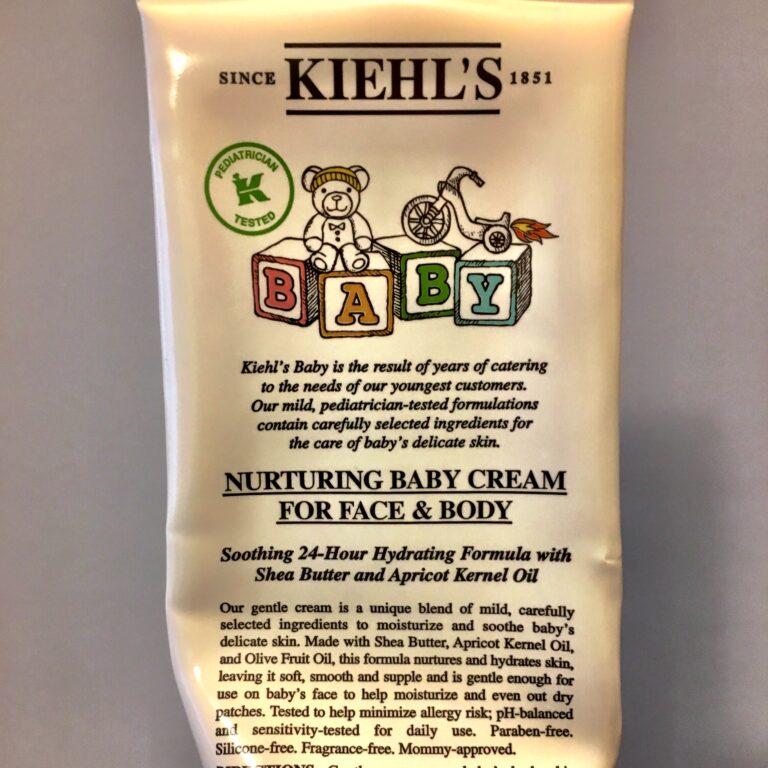 SINCE KIEHL'S 1851
PEDIATRICIAN
K
TESTED
BABY
Kiehl's Baby is the result of years of catering
to the needs of our youngest customers.
Our mild, pediatrician-tested formulations
contain carefully selected ingredients for
the care of baby's delicate skin.
NURTURING BABY CREAM
FOR FACE & BODY
Soothing 24-Hour Hydrating Formula with
Shea Butter and Apricot Kernel Oil
Our gentle cream is a unique blend of mild, carefully
selected ingredients to moisturize and soothe baby's
delicate skin. Made with Shea Butter, Apricot Kernel Oil,
and Olive Fruit Oil, this formula nurtures and hydrates skin,
leaving it soft, smooth and supple and is gentle enough for
use on baby's face to help moisturize and even out dry
patches. Tested to help minimize allergy risk; pH-balanced
and sensitivity-tested for daily use. Paraben-free.
Silicone-free. Fragrance-free. Mommy-approved.